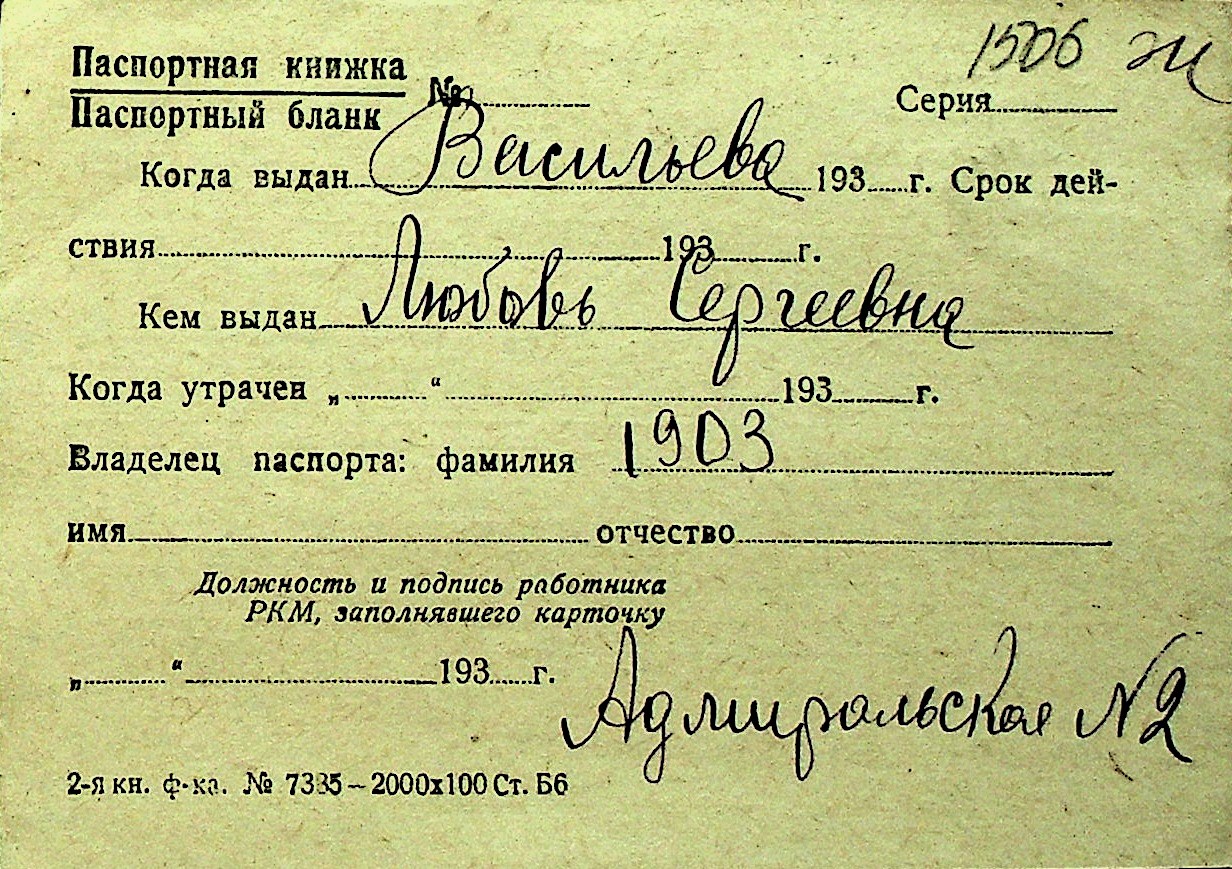 1506 ж
Паспортная книжка
Паспортный бланк
№ Серия
Васильева
Когда выдан 193 г. Срок дей-
ствия 193 г.
Любовь Сергеевна
Кем выдан
Когда утрачен „ “ 193 г.
1903
Владелец паспорта: фамилия
имя отчество
Должность и подпись работника
РКМ, заполнявшего карточку
„ “ 193 г.
Адмиральская №2
2-я кн. ф-ка. № 7335–2000х100 Ст. Б6